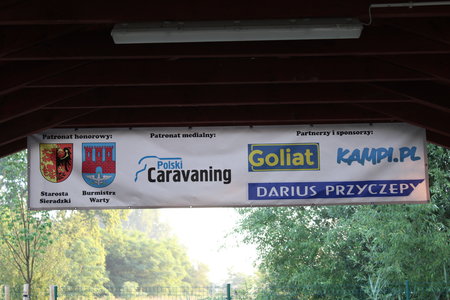 Patronat honorowy:
Starosta
Sieradzki
Burmistrz
Warty
Patronat medialny:
Polski
Caravaning
Partnerzy i sponsorzy:
Goliat
KAMPI.PL
DARIUS PRZYCZEPY